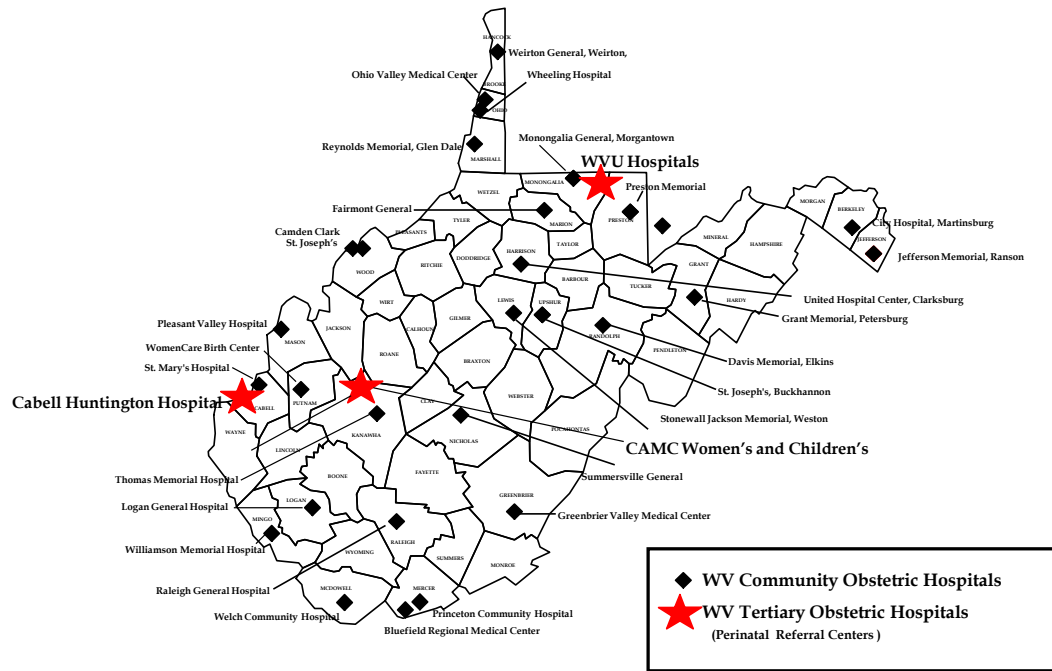 HANCOCK
Weirton General, Weirton,
Ohio Valley Medical Center
Wheeling Hospital
BROOKE
OHIO
Monongalia General, Morgantown
Reynolds Memorial, Glen Dale
MARSHALL
WVU Hospitals
WETZEL
MONONGALIA
Preston Memorial
MORGAN
BERKELEY
Fairmont General
TYLER
MARION
PRESTON
City Hospital, Martinsburg
Camden Clark
St. Joseph's
PLEASANTS
TAYLOR
MINERAL
HAMPSHIRE
JEFFERSON
Jefferson Memorial, Ranson
WOOD
RITCHIE
DODDRIDGE
HARRISON
GRANT
BARBOUR
TUCKER
HARDY
WIRT
LEWIS
UPSHUR
United Hospital Center, Clarksburg
Grant Memorial, Petersburg
Pleasant Valley Hospital
JACKSON
CALHOUN
GILMER
RANDOLPH
MASON
PENDLETON
WomenCare Birth Center
ROANE
BRAXTON
Davis Memorial, Elkins
St. Mary's Hospital
St. Joseph's, Buckhannon
Cabell Huntington Hospital
CABELL
PUTNAM
CLAY
WEBSTER
Stonewall Jackson Memorial, Weston
WAYNE
KANAWHA
NICHOLAS
POCAHONTAS
LINCOLN
CAMC Women's and Children's
Thomas Memorial Hospital
BOONE
FAYETTE
Summersville General
Logan General Hospital
LOGAN
GREENBRIER
Greenbrier Valley Medical Center
MINGO
Williamson Memorial Hospital
RALEIGH
WYOMING
SUMMERS
MONROE
Raleigh General Hospital
MCDOWELL
MERCER
Welch Community Hospital
Princeton Community Hospital
Bluefield Regional Medical Center
WV Community Obstetric Hospitals
WV Tertiary Obstetric Hospitals
(Perinatal Referral Centers )